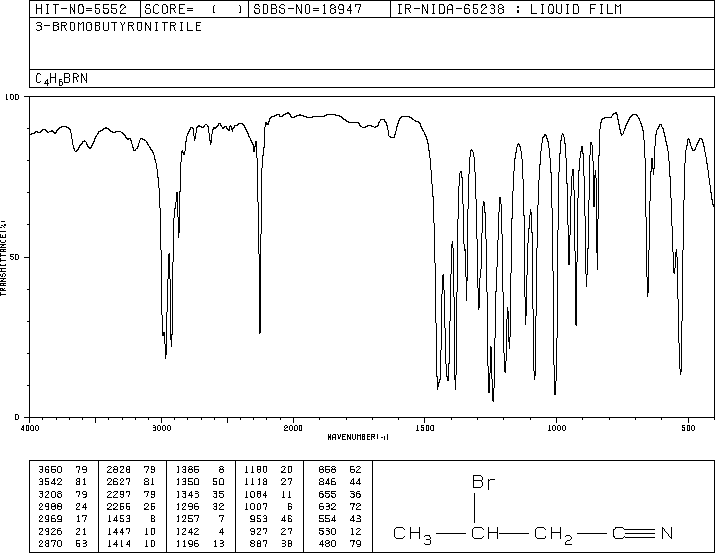 HIT-NO=5552 SCORE= ( ) SDBS-NO=18947 IR-NIDA-65238 : LIQUID FILM
3-BROMOBUTYRONITRILE
C4H6BRN
100
50
0
TRANSMITTANCE(%)
4000 3000 2000 1500 1000 500
WAVENUMBER(-1)
3660 79 2828 79 1386 8 1180 20 858 62
3542 81 2627 81 1350 50 1118 27 846 44
3208 79 2297 79 1343 35 1084 11 655 36
2988 24 2256 26 1296 32 1007 6 632 72
2969 17 1453 8 1257 7 953 46 554 43
2926 21 1447 10 1242 4 927 27 530 12
2870 53 1414 10 1196 13 887 38 480 79
Br
CH3 CH CH2 C N